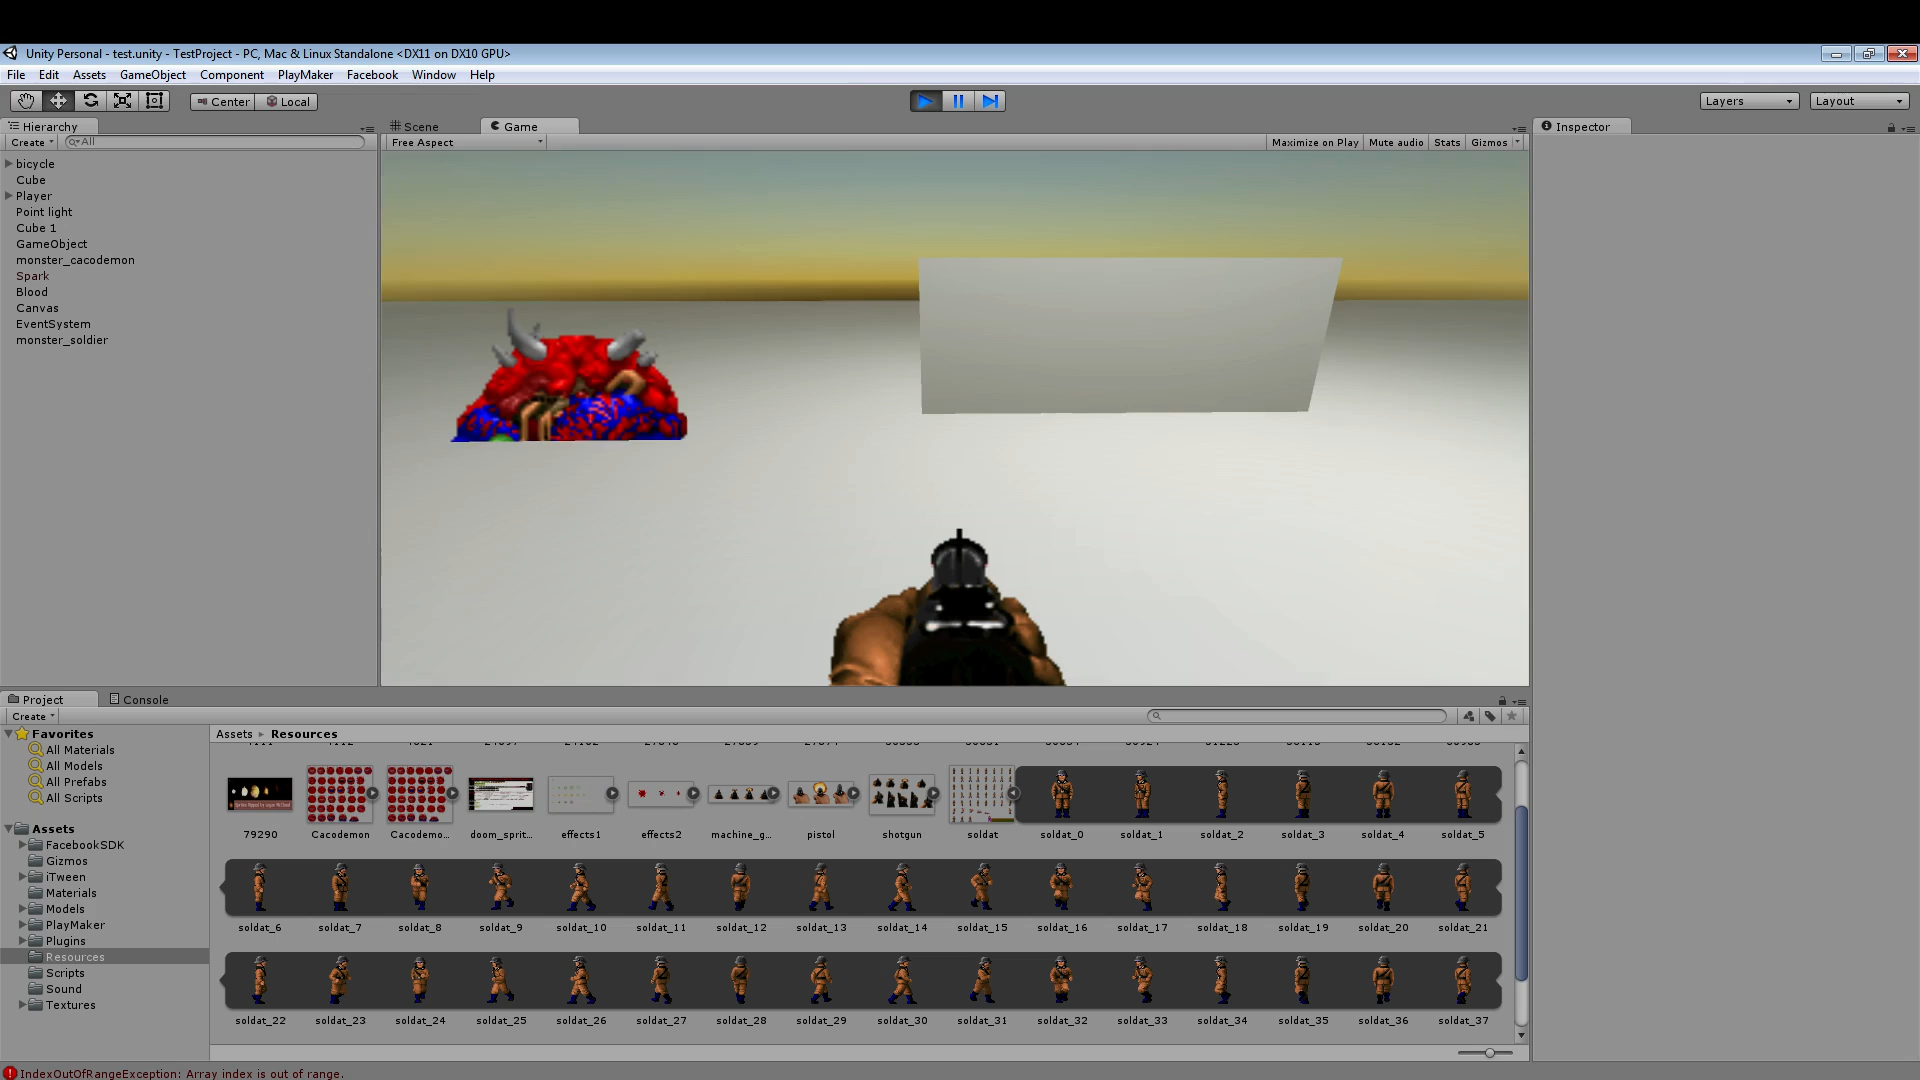 Unity Personal - test.unity - TestProject - PC, Mac & Linux Standalone <DX11 on DX10 GPU>
File Edit Assets GameObject Component PlayMaker Facebook Window Help
Center Local Layers Layout
Hierarchy
Create All
bicycle
Cube
Player
Point light
Cube 1
GameObject
monster_cacodemon
Spark
Blood
Canvas
EventSystem
monster_soldier
Scene Game
Free Aspect Maximize on Play Mute audio Stats Gizmos
Inspector
Project Console
Create
Favorites
All Materials
All Models
All Prefabs
All Scripts
Assets
FacebookSDK
Gizmos
iTween
Materials
Models
PlayMaker
Plugins
Resources
Scripts
Sound
Textures
Assets ▸ Resources
79290 Cacodemon Cacodemo... doom_sprit... effects1 effects2 machine_g... pistol shotgun soldat soldat_0 soldat_1 soldat_2 soldat_3 soldat_4 soldat_5
soldat_6 soldat_7 soldat_8 soldat_9 soldat_10 soldat_11 soldat_12 soldat_13 soldat_14 soldat_15 soldat_16 soldat_17 soldat_18 soldat_19 soldat_20 soldat_21
soldat_22 soldat_23 soldat_24 soldat_25 soldat_26 soldat_27 soldat_28 soldat_29 soldat_30 soldat_31 soldat_32 soldat_33 soldat_34 soldat_35 soldat_36 soldat_37
IndexOutOfRangeException: Array index is out of range.